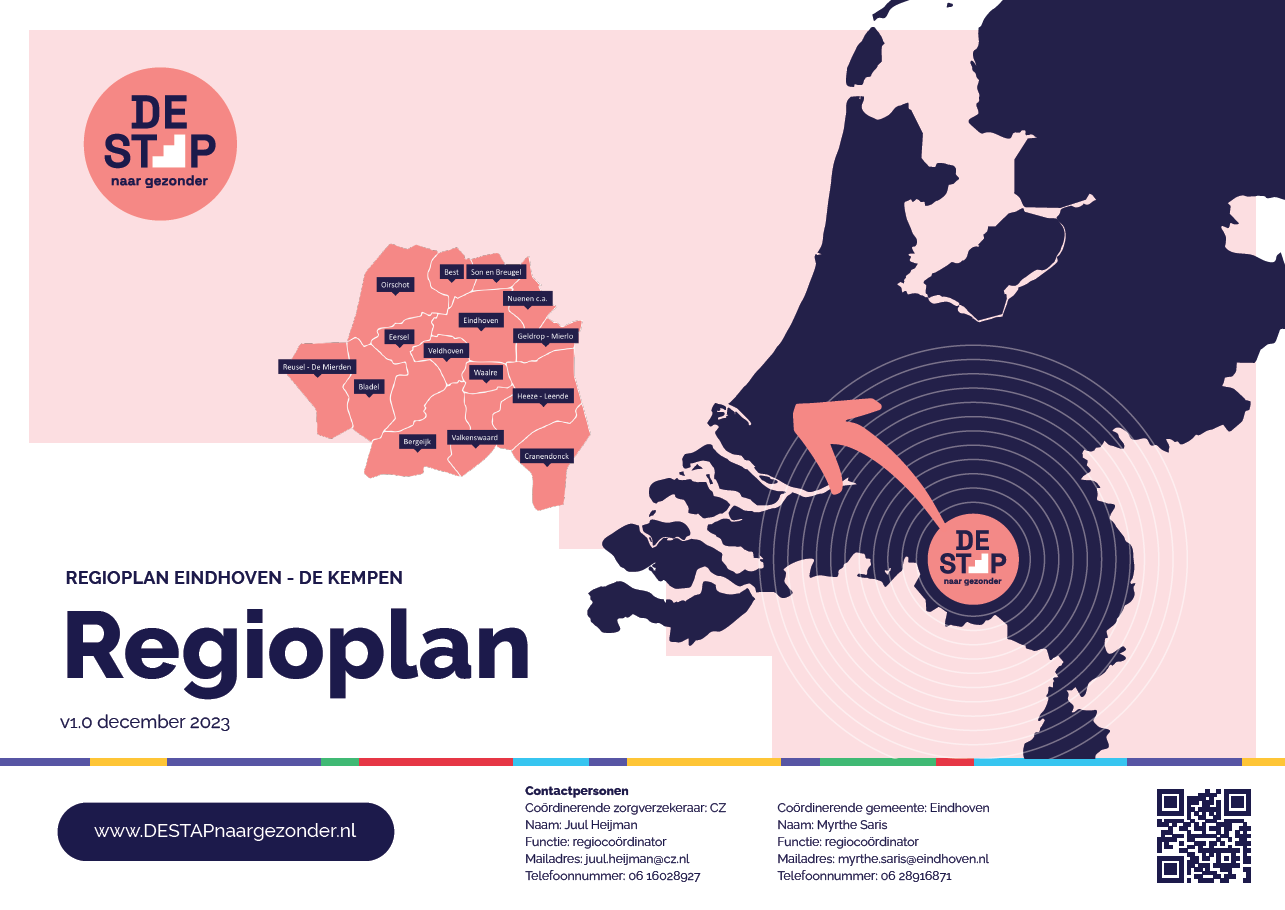 DE
STAP
naar gezonder
Best
Son en Breugel
Oirschot
Nuenen c.a.
Eindhoven
Eersel
Geldrop - Mierlo
Veldhoven
Reusel - De Mierden
Waalre
Bladel
Heeze - Leende
Bergeijk
Valkenswaard
Cranendonck
DE
STAP
naar gezonder
REGIOPLAN EINDHOVEN - DE KEMPEN
Regioplan
v1.0 december 2023
www.DESTAPnaargezonder.nl
Contactpersonen
Coördinerende zorgverzekeraar: CZ
Naam: Juul Heijman
Functie: regiocoördinator
Mailadres: juul.heijman@cz.nl
Telefoonnummer: 06 16028927
Coördinerende gemeente: Eindhoven
Naam: Myrthe Saris
Functie: regiocoördinator
Mailadres: myrthe.saris@eindhoven.nl
Telefoonnummer: 06 28916871